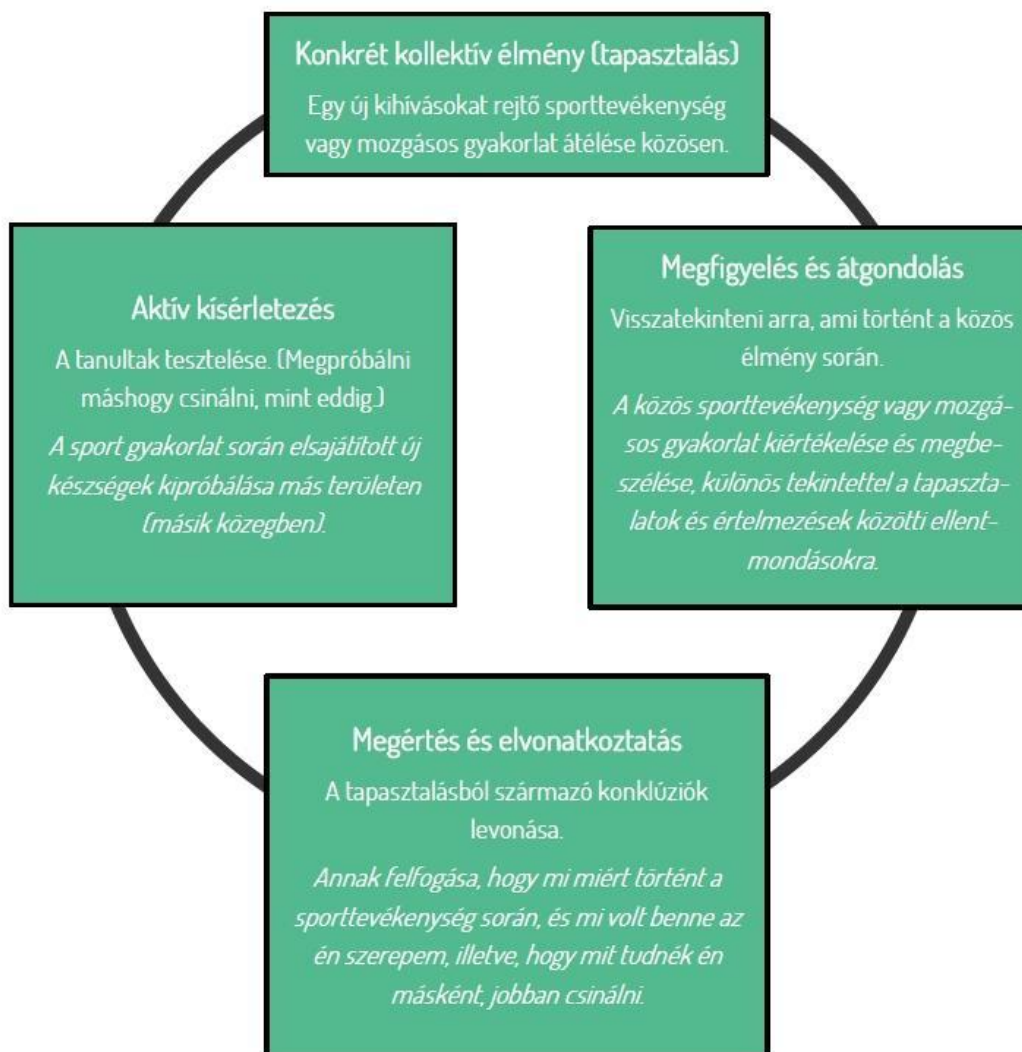 Konkrét kollektív élmény (tapasztalás)
Egy új kihívásokat rejtő sporttevékenység
vagy mozgásos gyakorlat átélése közösen.
Megfigyelés és átgondolás
Visszatekinteni arra, ami történt a közös
élmény során.
A közös sporttevékenység vagy mozgá-
sos gyakorlat kiértékelése és megbe-
szélése, különös tekintettel a tapaszta-
latok és értelmezések közötti ellent-
mondásokra.
Megértés és elvonatkoztatás
A tapasztalásból származó konklúziók
levonása.
Annak felfogása, hogy mi miért történt a
sporttevékenység során, és mi volt benne az
én szerepem, illetve, hogy mit tudnék én
másként, jobban csinálni.
Aktív kísérletezés
A tanultak tesztelése. (Megpróbálni
máshogy csinálni, mint eddig.)
A sport gyakorlat során elsajátított új
készségek kipróbálása más területen
(másik közegben).